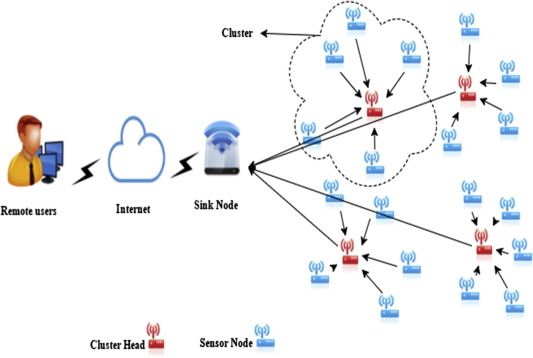 Cluster
Remote users
Internet
Sink Node
Cluster Head
Sensor Node